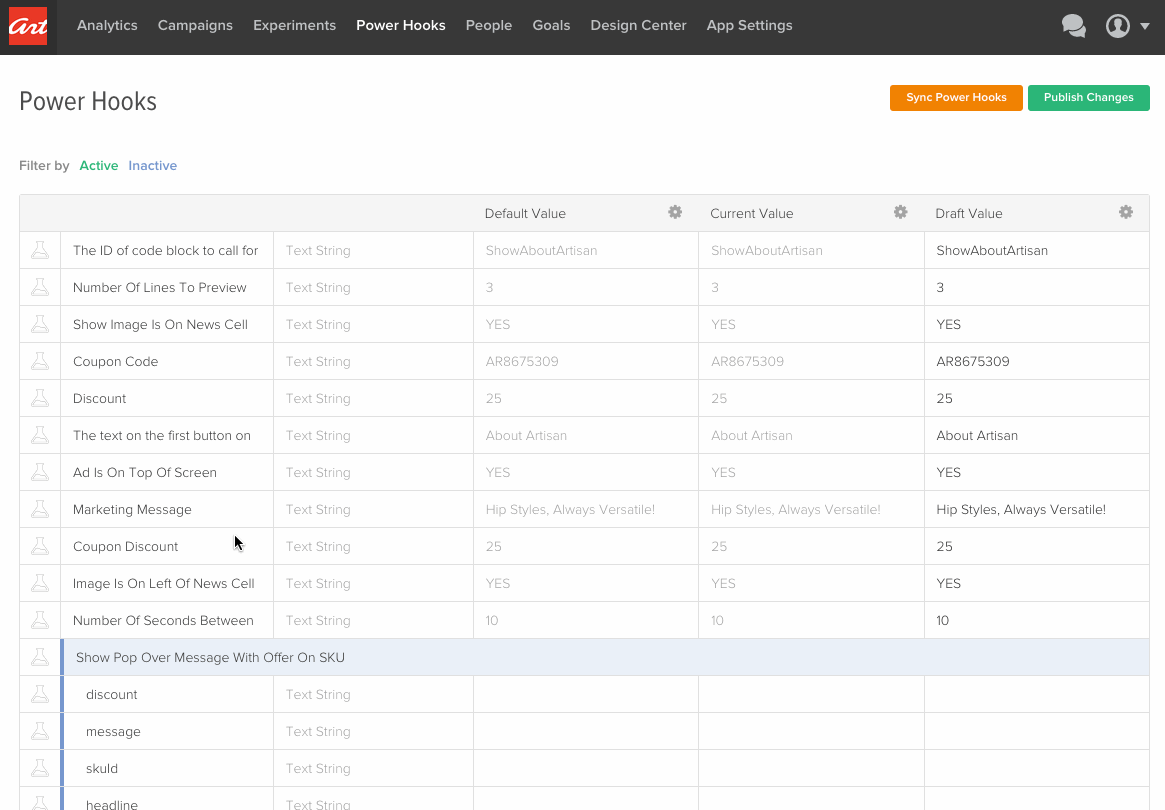 Art
Analytics Campaigns Experiments Power Hooks People Goals Design Center App Settings
Power Hooks
Sync Power Hooks Publish Changes
Filter by Active Inactive
Default Value Current Value Draft Value
The ID of code block to call for Text String ShowAboutArtisan ShowAboutArtisan ShowAboutArtisan
Number Of Lines To Preview Text String 3 3 3
Show Image Is On News Cell Text String YES YES YES
Coupon Code Text String AR8675309 AR8675309 AR8675309
Discount Text String 25 25 25
The text on the first button on Text String About Artisan About Artisan About Artisan
Ad Is On Top Of Screen Text String YES YES YES
Marketing Message Text String Hip Styles, Always Versatile! Hip Styles, Always Versatile! Hip Styles, Always Versatile!
Coupon Discount Text String 25 25 25
Image Is On Left Of News Cell Text String YES YES YES
Number Of Seconds Between Text String 10 10 10
Show Pop Over Message With Offer On SKU
discount Text String
message Text String
skuId Text String
headline Text String